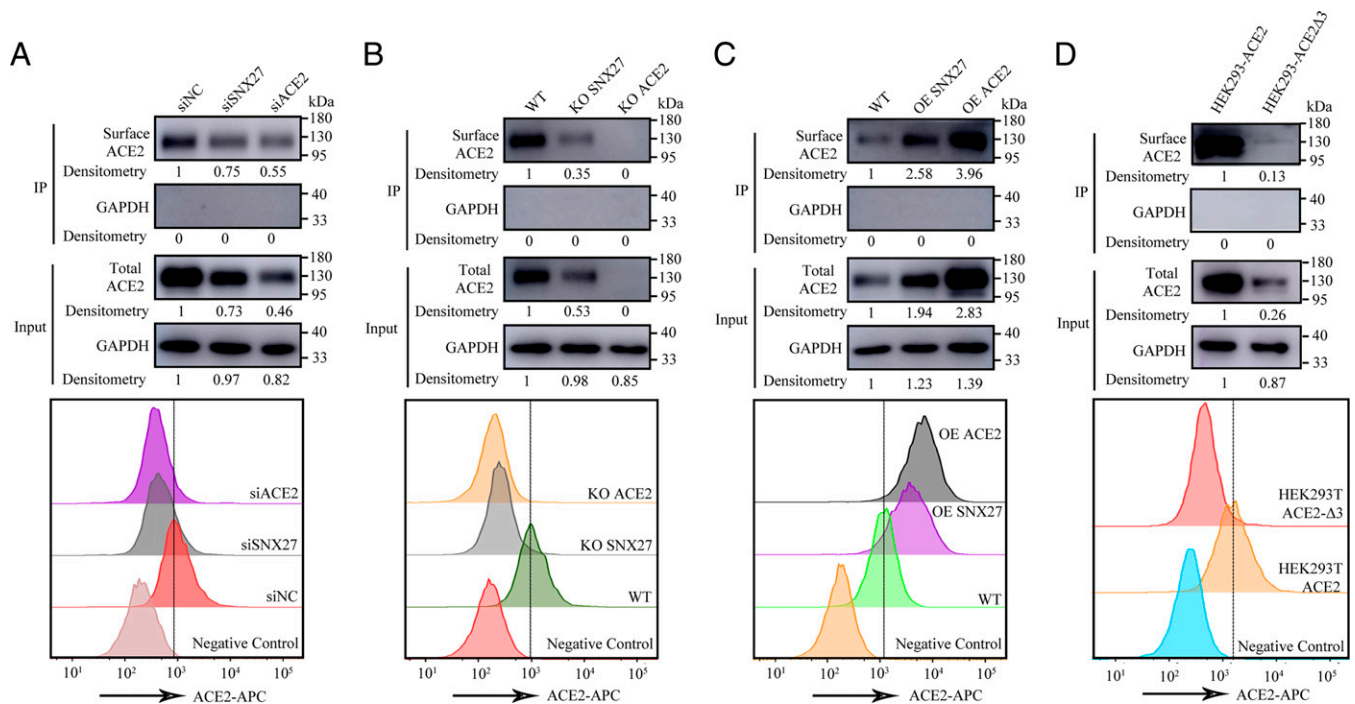 A
siNC siSNX27 siACE2
kDa
IP
Surface ACE2
180
130
95
Densitometry 1 0.75 0.55
GAPDH
40
33
Densitometry 0 0 0
Input
Total ACE2
180
130
95
Densitometry 1 0.73 0.46
GAPDH
40
33
Densitometry 1 0.97 0.82
siACE2
siSNX27
siNC
Negative Control
10¹ 10² 10³ 10⁴ 10⁵
ACE2-APC
B
WT KO SNX27 KO ACE2
kDa
IP
Surface ACE2
180
130
95
Densitometry 1 0.35 0
GAPDH
40
33
Densitometry 0 0 0
Input
Total ACE2
180
130
95
Densitometry 1 0.53 0
GAPDH
40
33
Densitometry 1 0.98 0.85
KO ACE2
KO SNX27
WT
Negative Control
10¹ 10² 10³ 10⁴ 10⁵
ACE2-APC
C
WT OE SNX27 OE ACE2
kDa
IP
Surface ACE2
180
130
95
Densitometry 1 2.58 3.96
GAPDH
40
33
Densitometry 0 0 0
Input
Total ACE2
180
130
95
Densitometry 1 1.94 2.83
GAPDH
40
33
Densitometry 1 1.23 1.39
OE ACE2
OE SNX27
WT
Negative Control
10¹ 10² 10³ 10⁴ 10⁵
ACE2-APC
D
HEK293-ACE2 HEK293-ACE2Δ3
kDa
IP
Surface ACE2
180
130
95
Densitometry 1 0.13
GAPDH
40
33
Densitometry 0 0
Input
Total ACE2
180
130
95
Densitometry 1 0.26
GAPDH
40
33
Densitometry 1 0.87
HEK293T
ACE2-Δ3
HEK293T
ACE2
Negative Control
10¹ 10² 10³ 10⁴ 10⁵
ACE2-APC